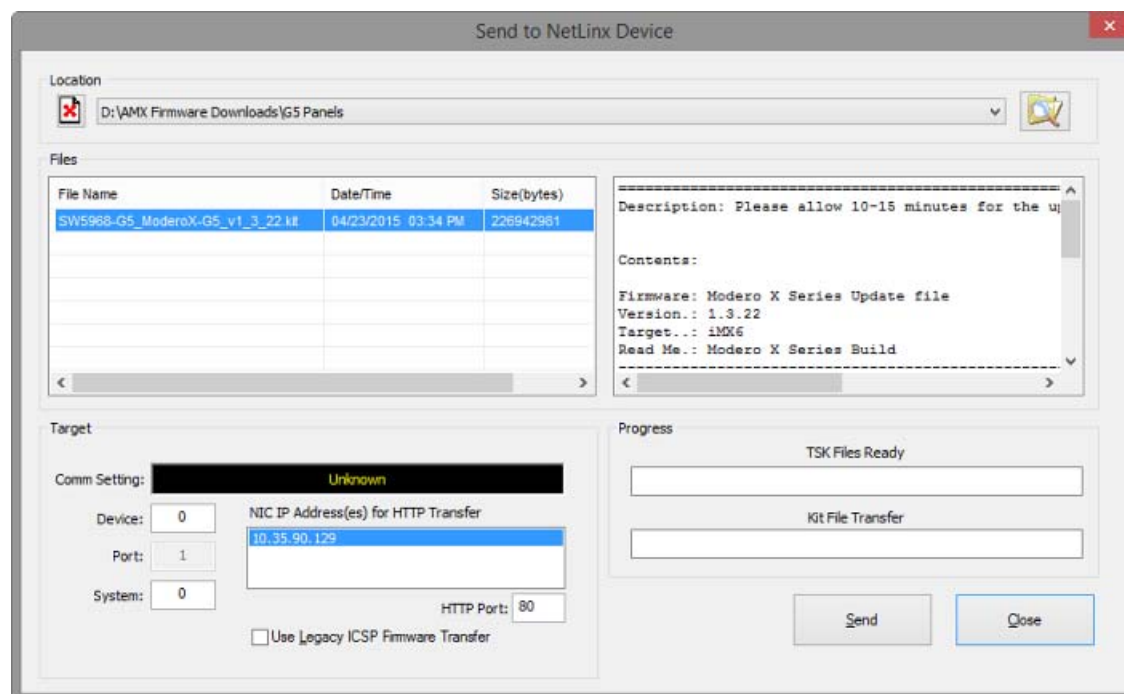 Send to NetLinx Device
Location
D:\AMX Firmware Downloads\G5 Panels
Files
File Name Date/Time Size(bytes)
SW5968-G5_ModeroX-G5_v1_3_22.kit 04/23/2015 03:34 PM 226942981
==================================================
Description: Please allow 10-15 minutes for the up
Contents:
Firmware: Modero X Series Update file
Version.: 1.3.22
Target..: iMX6
Read Me.: Modero X Series Build
--------------------------------------------------
Target
Comm Setting: Unknown
Device: 0
Port: 1
System: 0
NIC IP Address(es) for HTTP Transfer
10.35.90.129
HTTP Port: 80
Use Legacy ICSP Firmware Transfer
Progress
TSK Files Ready
Kit File Transfer
Send
Close